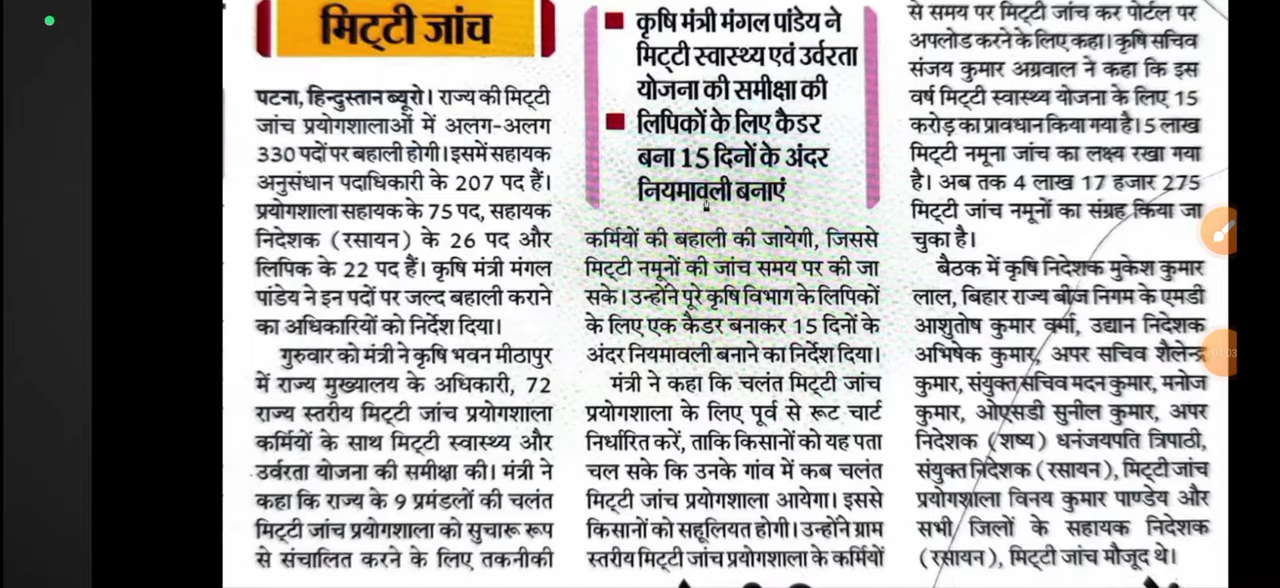 मिट्टी जांच
पटना, हिन्दुस्तान ब्यूरो। राज्य की मिट्टी
जांच प्रयोगशालाओं में अलग-अलग
330 पदों पर बहाली होगी। इसमें सहायक
अनुसंधान पदाधिकारी के 207 पद हैं।
प्रयोगशाला सहायक के 75 पद, सहायक
निदेशक (रसायन) के 26 पद और
लिपिक के 22 पद हैं। कृषि मंत्री मंगल
पांडेय ने इन पदों पर जल्द बहाली कराने
का अधिकारियों को निर्देश दिया।
गुरुवार को मंत्री ने कृषि भवन मीठापुर
में राज्य मुख्यालय के अधिकारी, 72
राज्य स्तरीय मिट्टी जांच प्रयोगशाला
कर्मियों के साथ मिट्टी स्वास्थ्य और
उर्वरता योजना की समीक्षा की। मंत्री ने
कहा कि राज्य के 9 प्रमंडलों की चलंत
मिट्टी जांच प्रयोगशाला को सुचारू रूप
से संचालित करने के लिए तकनीकी
कृषि मंत्री मंगल पांडेय ने
मिट्टी स्वास्थ्य एवं उर्वरता
योजना की समीक्षा की
लिपिकों के लिए कैडर
बना 15 दिनों के अंदर
नियमावली बनाएं
कर्मियों की बहाली की जायेगी, जिससे
मिट्टी नमूनों की जांच समय पर की जा
सके। उन्होंने पूरे कृषि विभाग के लिपिकों
के लिए एक कैडर बनाकर 15 दिनों के
अंदर नियमावली बनाने का निर्देश दिया।
मंत्री ने कहा कि चलंत मिट्टी जांच
प्रयोगशाला के लिए पूर्व से रूट चार्ट
निर्धारित करें, ताकि किसानों को यह पता
चल सके कि उनके गांव में कब चलंत
मिट्टी जांच प्रयोगशाला आयेगा। इससे
किसानों को सहूलियत होगी। उन्होंने ग्राम
स्तरीय मिट्टी जांच प्रयोगशाला के कर्मियों
से समय पर मिट्टी जांच कर पोर्टल पर
अपलोड करने के लिए कहा। कृषि सचिव
संजय कुमार अग्रवाल ने कहा कि इस
वर्ष मिट्टी स्वास्थ्य योजना के लिए 15
करोड़ का प्रावधान किया गया है। 5 लाख
मिट्टी नमूना जांच का लक्ष्य रखा गया
है। अब तक 4 लाख 17 हजार 275
मिट्टी जांच नमूनों का संग्रह किया जा
चुका है।
बैठक में कृषि निदेशक मुकेश कुमार
लाल, बिहार राज्य बीज निगम के एमडी
आशुतोष कुमार वर्मा, उद्यान निदेशक
अभिषेक कुमार, अपर सचिव शैलेन्द्र
कुमार, संयुक्त सचिव मदन कुमार, मनोज
कुमार, ओएसडी सुनील कुमार, अपर
निदेशक (शष्य) धनंजयपति त्रिपाठी,
संयुक्त निदेशक (रसायन), मिट्टी जांच
प्रयोगशाला विनय कुमार पाण्डेय और
सभी जिलों के सहायक निदेशक
(रसायन), मिट्टी जांच मौजूद थे।